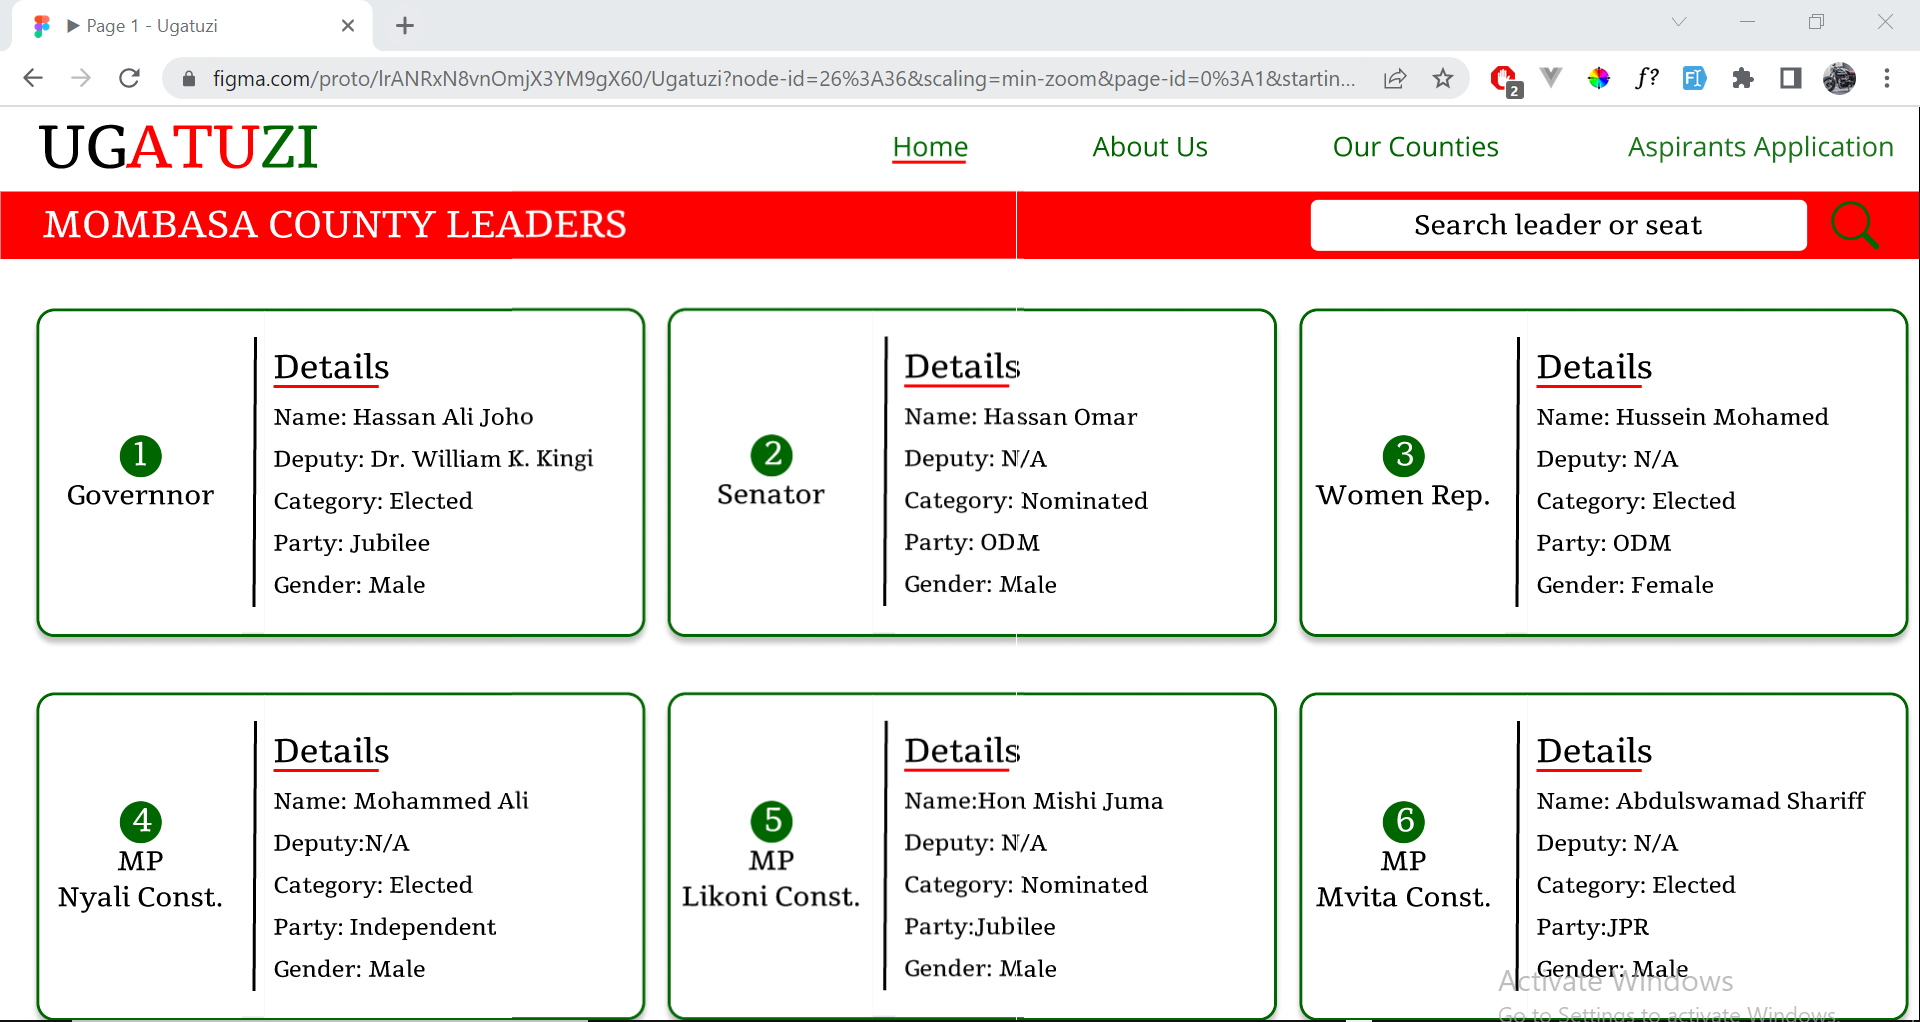 Page 1 - Ugatuzi
figma.com/proto/lrANRxN8vnOmjX3YM9gX60/Ugatuzi?node-id=26%3A36&scaling=min-zoom&page-id=0%3A1&startin...
f?
FI
2
UGATUZI
Home
About Us
Our Counties
Aspirants Application
MOMBASA COUNTY LEADERS
Search leader or seat
1
Governnor
Details
Name: Hassan Ali Joho
Deputy: Dr. William K. Kingi
Category: Elected
Party: Jubilee
Gender: Male
2
Senator
Details
Name: Hassan Omar
Deputy: N/A
Category: Nominated
Party: ODM
Gender: Male
3
Women Rep.
Details
Name: Hussein Mohamed
Deputy: N/A
Category: Elected
Party: ODM
Gender: Female
4
MP
Nyali Const.
Details
Name: Mohammed Ali
Deputy:N/A
Category: Elected
Party: Independent
Gender: Male
5
MP
Likoni Const.
Details
Name:Hon Mishi Juma
Deputy: N/A
Category: Nominated
Party:Jubilee
Gender: Male
6
MP
Mvita Const.
Details
Name: Abdulswamad Shariff
Deputy: N/A
Category: Elected
Party:JPR
Gender: Male
Activate Windows
Go to Settings to activate Windows.